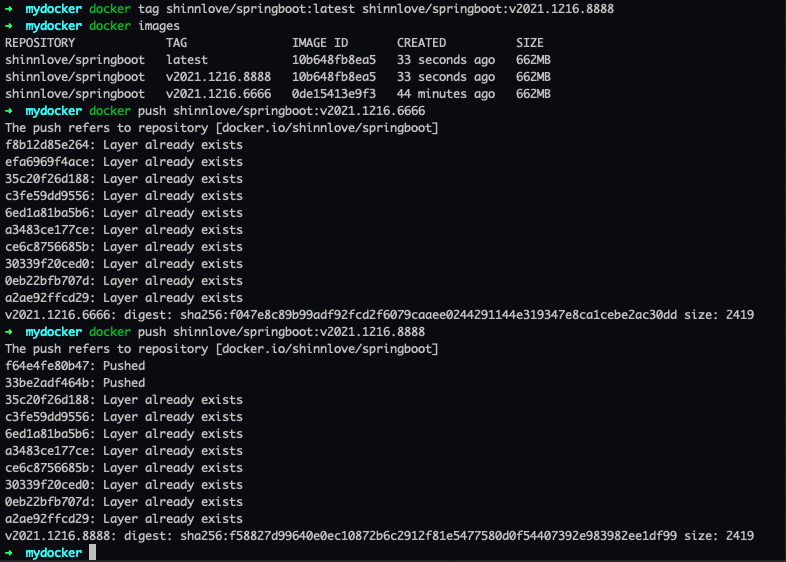 ➜ mydocker docker tag shinnlove/springboot:latest shinnlove/springboot:v2021.1216.8888
➜ mydocker docker images
REPOSITORY TAG IMAGE ID CREATED SIZE
shinnlove/springboot latest 10b648fb8ea5 33 seconds ago 662MB
shinnlove/springboot v2021.1216.8888 10b648fb8ea5 33 seconds ago 662MB
shinnlove/springboot v2021.1216.6666 0de15413e9f3 44 minutes ago 662MB
➜ mydocker docker push shinnlove/springboot:v2021.1216.6666
The push refers to repository [docker.io/shinnlove/springboot]
f8b12d85e264: Layer already exists
efa6969f4ace: Layer already exists
35c20f26d188: Layer already exists
c3fe59dd9556: Layer already exists
6ed1a81ba5b6: Layer already exists
a3483ce177ce: Layer already exists
ce6c8756685b: Layer already exists
30339f20ced0: Layer already exists
0eb22bfb707d: Layer already exists
a2ae92ffcd29: Layer already exists
v2021.1216.6666: digest: sha256:f047e8c89b99adf92fcd2f6079caaee0244291144e319347e8ca1cebe2ac30dd size: 2419
➜ mydocker docker push shinnlove/springboot:v2021.1216.8888
The push refers to repository [docker.io/shinnlove/springboot]
f64e4fe80b47: Pushed
33be2adf464b: Pushed
35c20f26d188: Layer already exists
c3fe59dd9556: Layer already exists
6ed1a81ba5b6: Layer already exists
a3483ce177ce: Layer already exists
ce6c8756685b: Layer already exists
30339f20ced0: Layer already exists
0eb22bfb707d: Layer already exists
a2ae92ffcd29: Layer already exists
v2021.1216.8888: digest: sha256:f58827d99640e0ec10872b6c2912f81e5477580d0f54407392e983982ee1df99 size: 2419
➜ mydocker